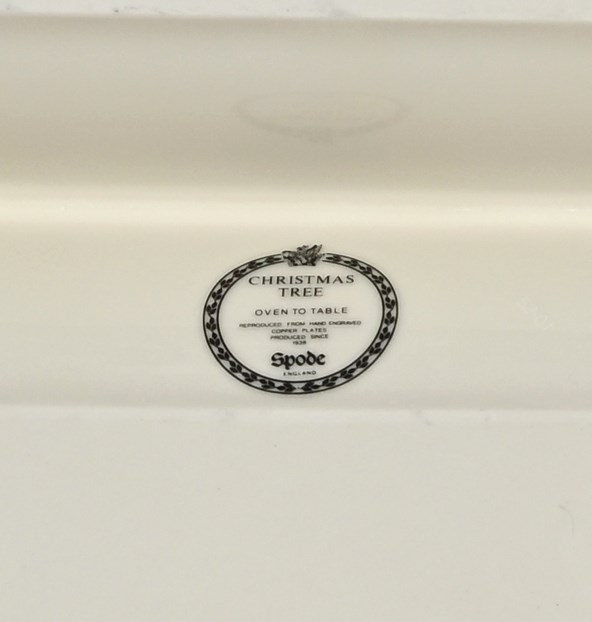 CHRISTMAS
TREE
OVEN TO TABLE
REPRODUCED FROM HAND ENGRAVED
COPPER PLATES
PRODUCED SINCE
1938
Spode
ENGLAND